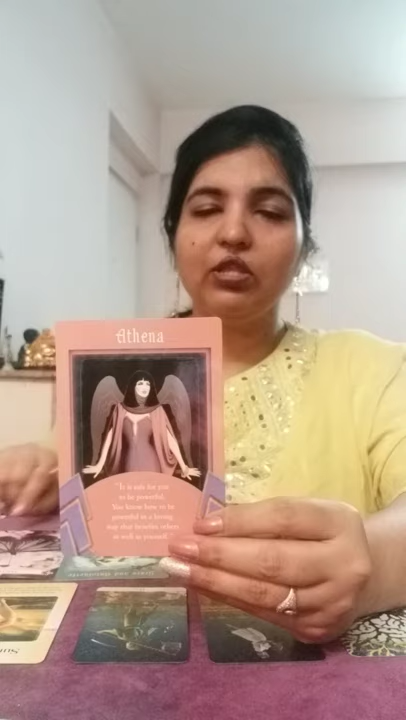 Athena
"It is safe for you
to be powerful.
You know how to be
powerful in a loving
way that benefits others
as well as yourself."